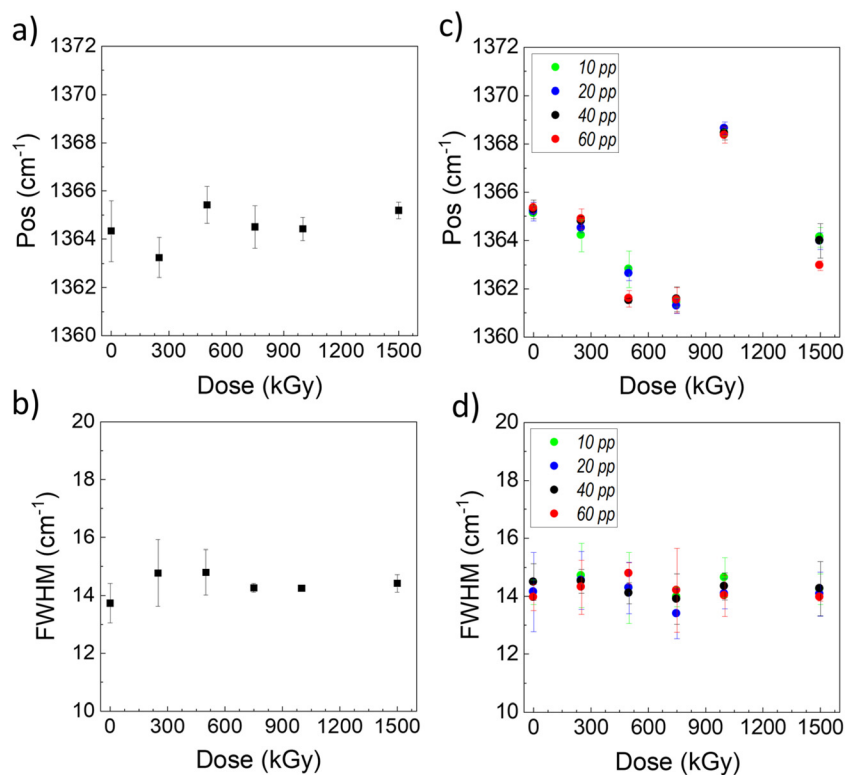 a)
1372
1370
1368
1366
1364
1362
1360
Pos (cm-1)
0 300 600 900 1200 1500
Dose (kGy)
c)
1372
1370
1368
1366
1364
1362
1360
Pos (cm-1)
10 pp
20 pp
40 pp
60 pp
0 300 600 900 1200 1500
Dose (kGy)
b)
20
18
16
14
12
10
FWHM (cm-1)
0 300 600 900 1200 1500
Dose (kGy)
d)
20
18
16
14
12
10
FWHM (cm-1)
10 pp
20 pp
40 pp
60 pp
0 300 600 900 1200 1500
Dose (kGy)